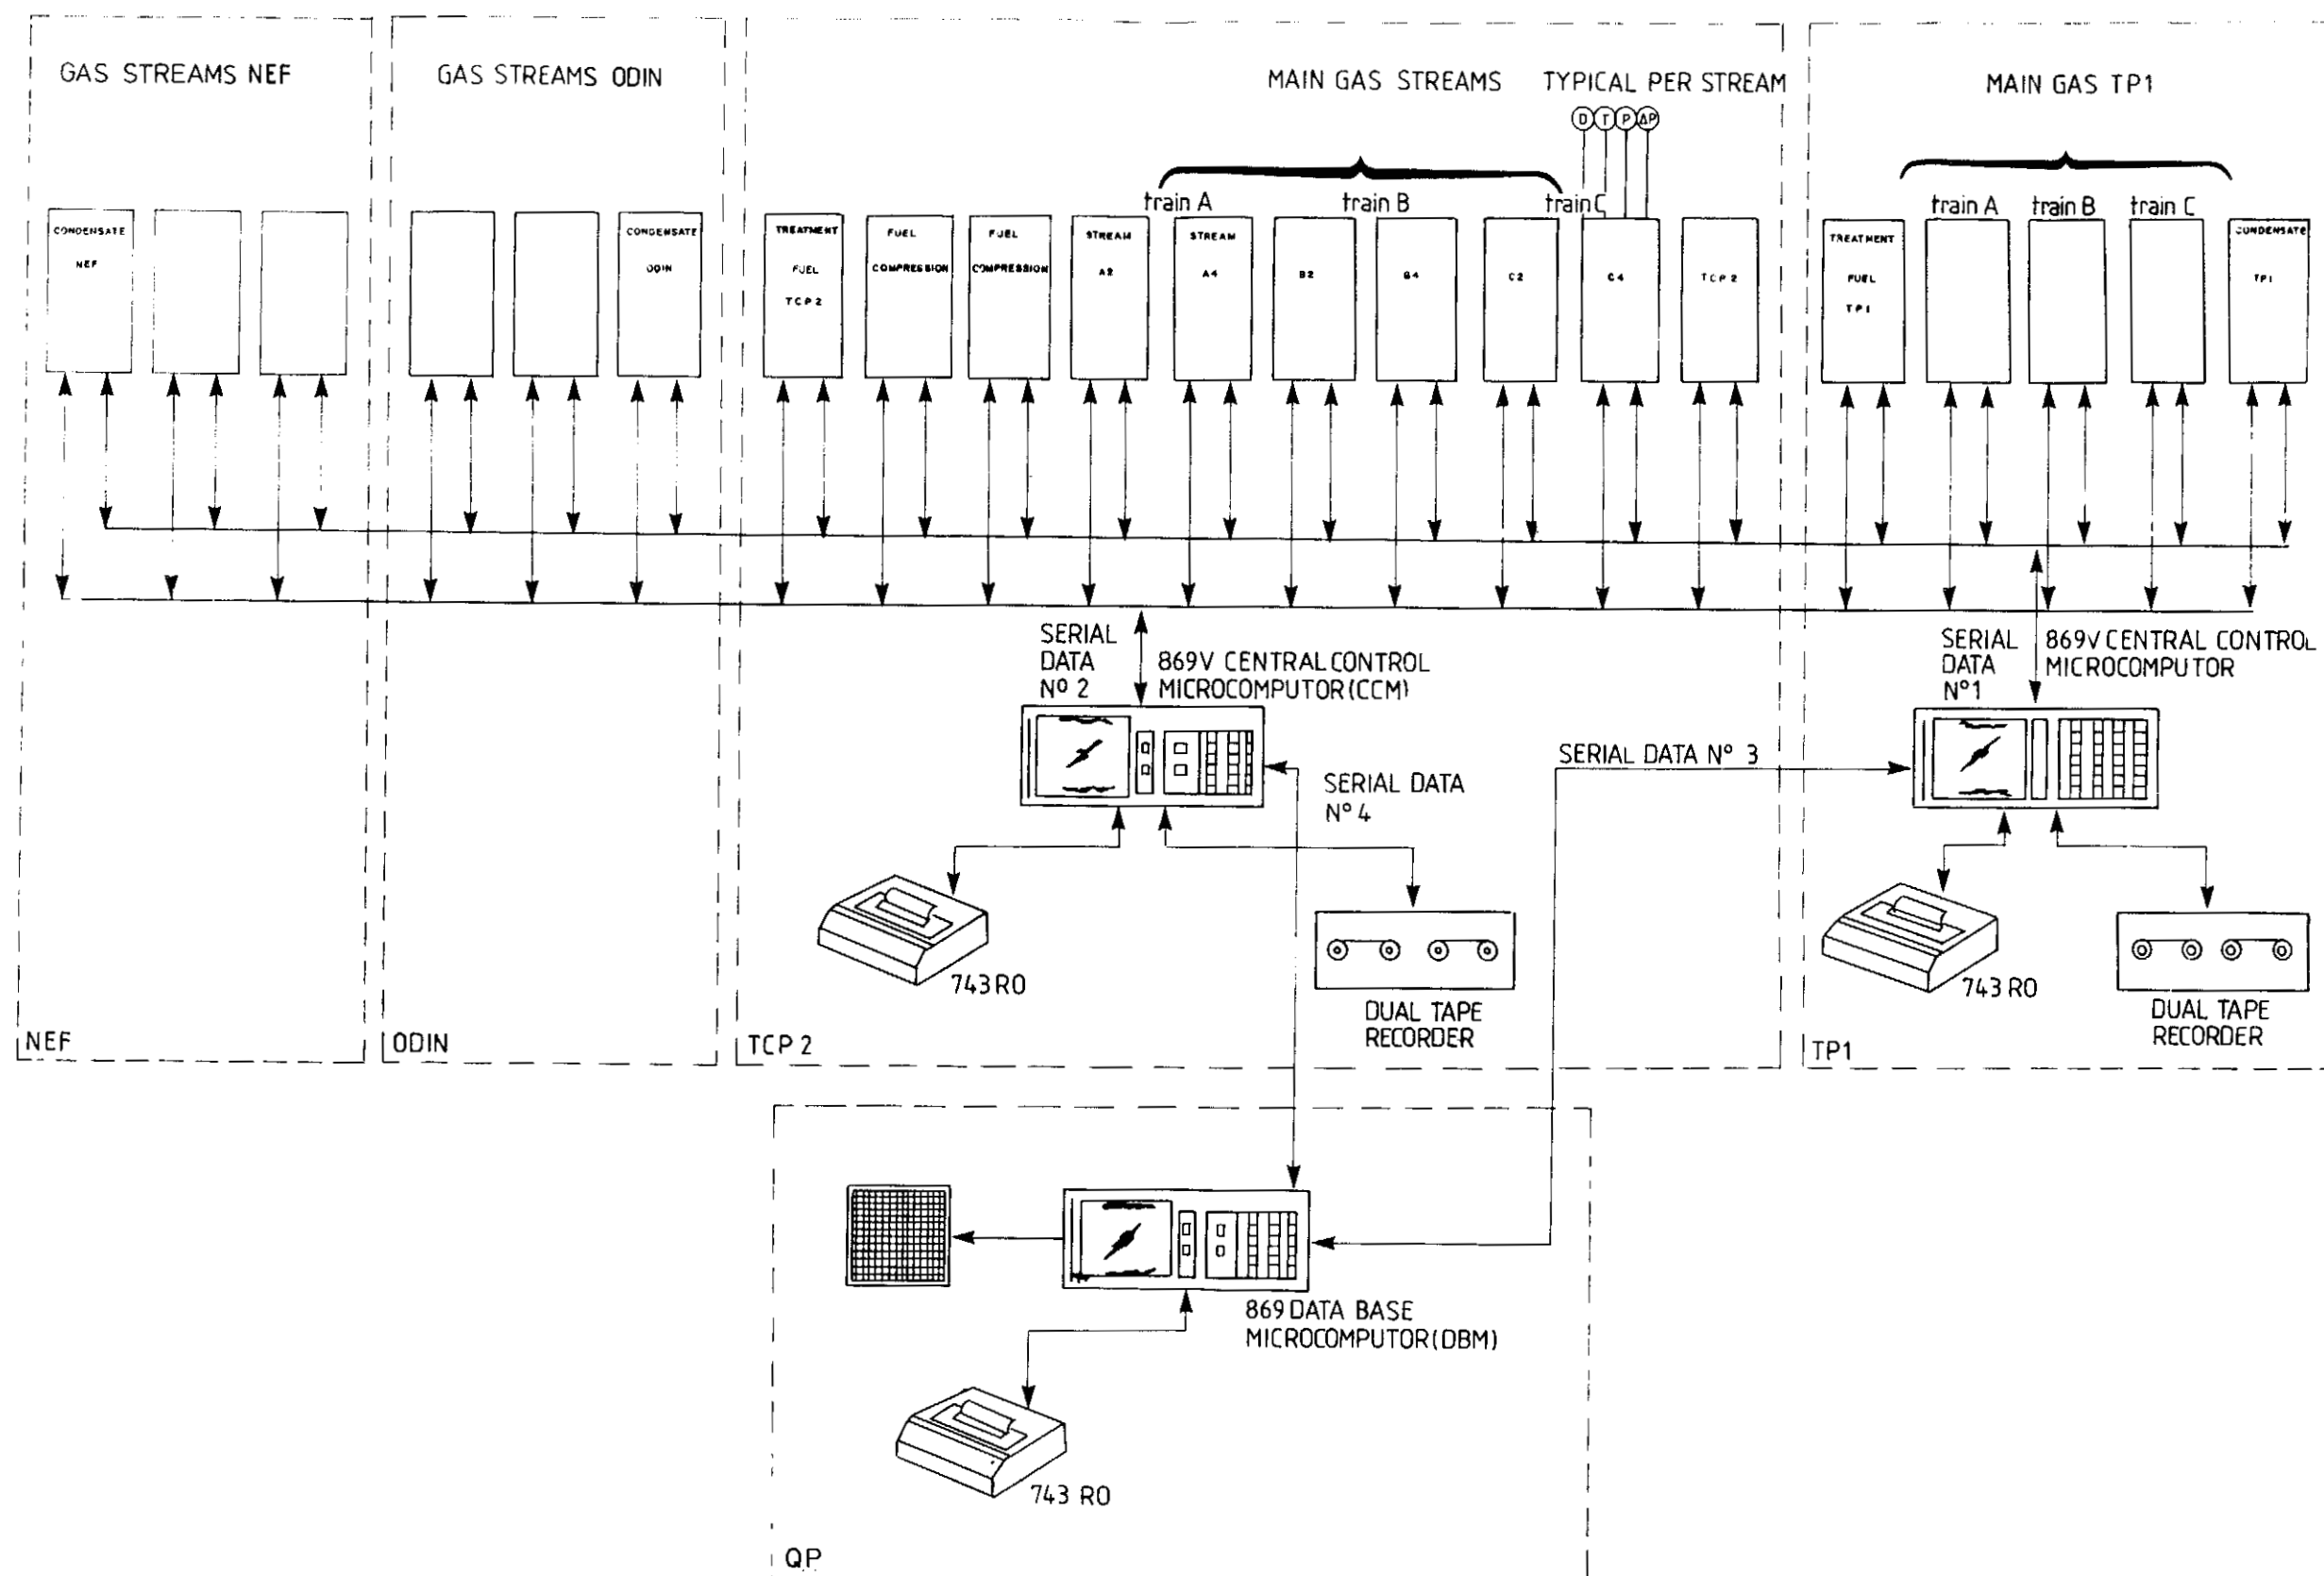 GAS STREAMS NEF
GAS STREAMS ODIN
MAIN GAS STREAMS
TYPICAL PER STREAM
MAIN GAS TP1
D T P ΔP
train A
train B
train C
train A
train B
train C
CONDENSATE
NEF
CONDENSATE
ODIN
TREATMENT
FUEL
TCP2
FUEL
COMPRESSION
FUEL
COMPRESSION
STREAM
A2
STREAM
A4
B2
B4
C2
C4
TCP2
TREATMENT
FUEL
TP1
CONDENSATE
TP1
SERIAL
DATA
Nº 2
869V CENTRAL CONTROL
MICROCOMPUTOR (CCM)
SERIAL
DATA
Nº1
869V CENTRAL CONTROL
MICROCOMPUTOR
SERIAL DATA Nº 3
SERIAL DATA
Nº 4
743 RO
DUAL TAPE
RECORDER
743 RO
DUAL TAPE
RECORDER
NEF
ODIN
TCP 2
TP1
869 DATA BASE
MICROCOMPUTOR (DBM)
743 RO
QP